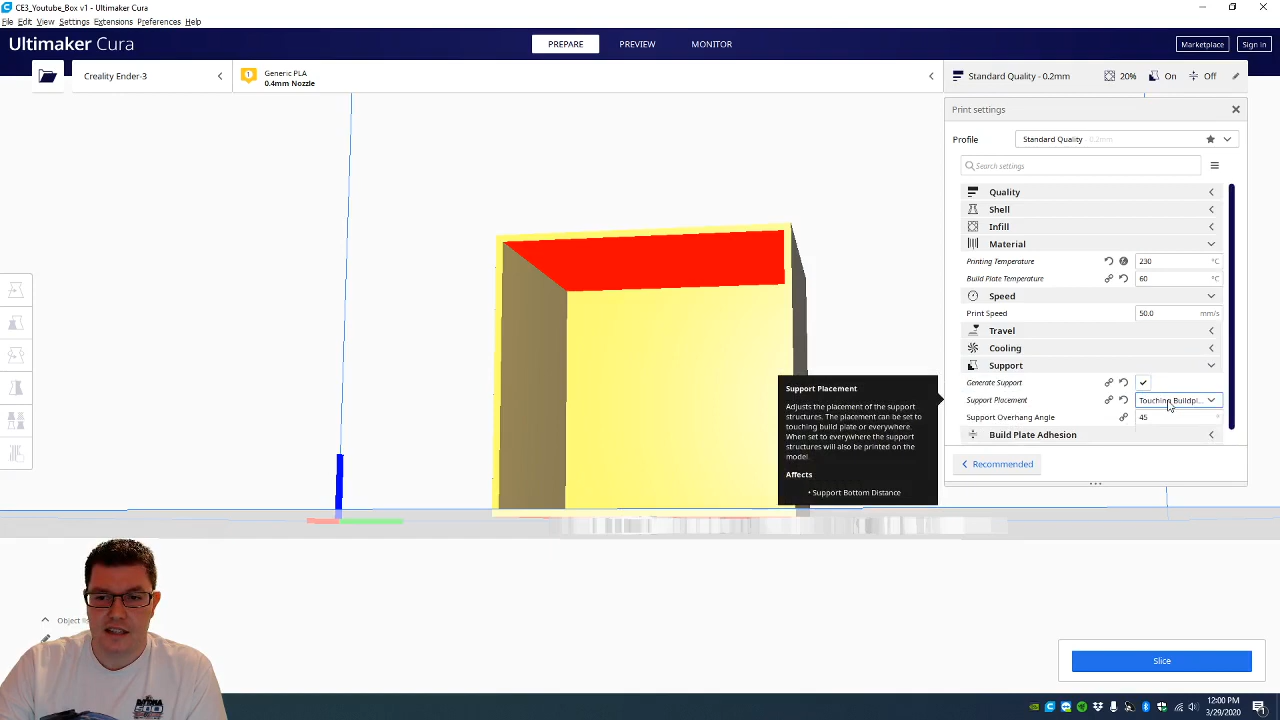 CE3_Youtube_Box v1 - Ultimaker Cura
File Edit View Settings Extensions Preferences Help
Ultimaker Cura
PREPARE
PREVIEW
MONITOR
Marketplace
Sign in
Creality Ender-3
1
Generic PLA
0.4mm Nozzle
Standard Quality - 0.2mm
20%
On
Off
Print settings
Profile
Standard Quality - 0.2mm
Search settings
Quality
Shell
Infill
Material
Printing Temperature
230
°C
Build Plate Temperature
60
°C
Speed
Print Speed
50.0
mm/s
Travel
Cooling
Support
Generate Support
Support Placement
Touching Buildpl...
Support Overhang Angle
45
°
Build Plate Adhesion
Recommended
Support Placement
Adjusts the placement of the support
structures. The placement can be set to
touching build plate or everywhere.
When set to everywhere the support
structures will also be printed on the
model.
Affects
• Support Bottom Distance
Object
Slice
12:00 PM
3/29/2020